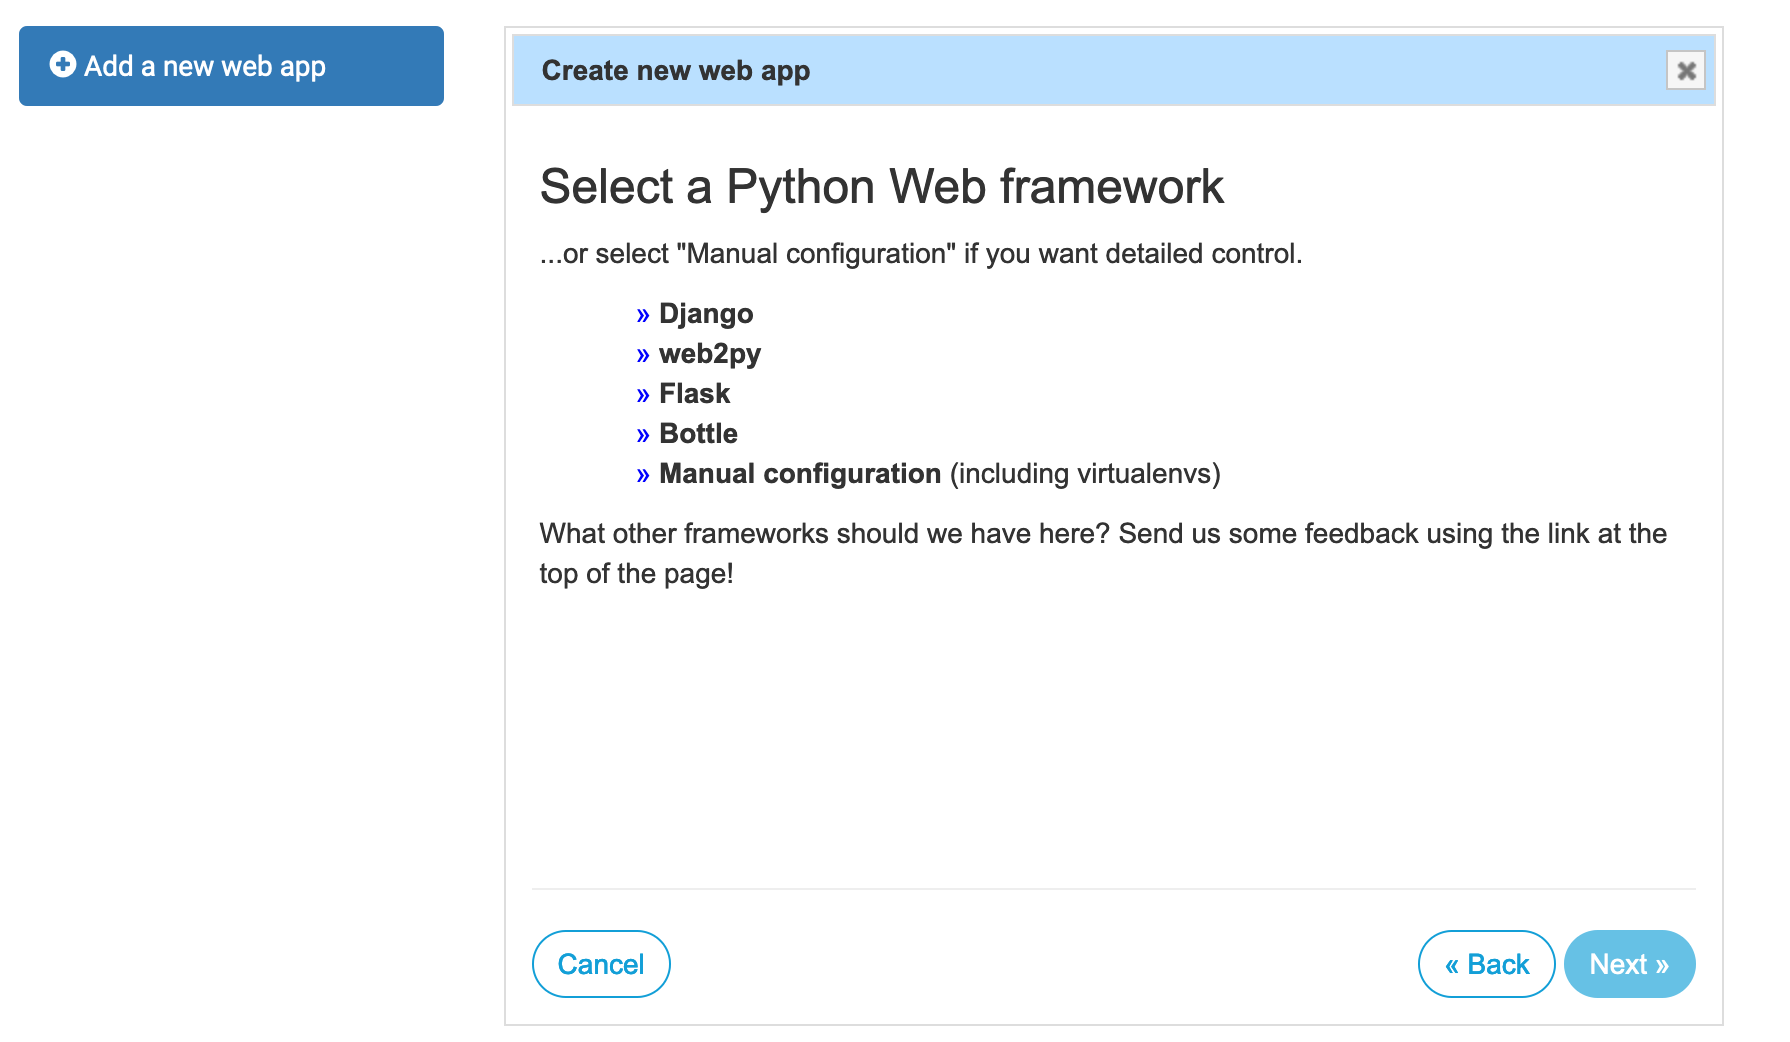 Add a new web app
Create new web app
Select a Python Web framework
...or select "Manual configuration" if you want detailed control.
» Django
» web2py
» Flask
» Bottle
» Manual configuration (including virtualenvs)
What other frameworks should we have here? Send us some feedback using the link at the
top of the page!
Cancel
« Back
Next »